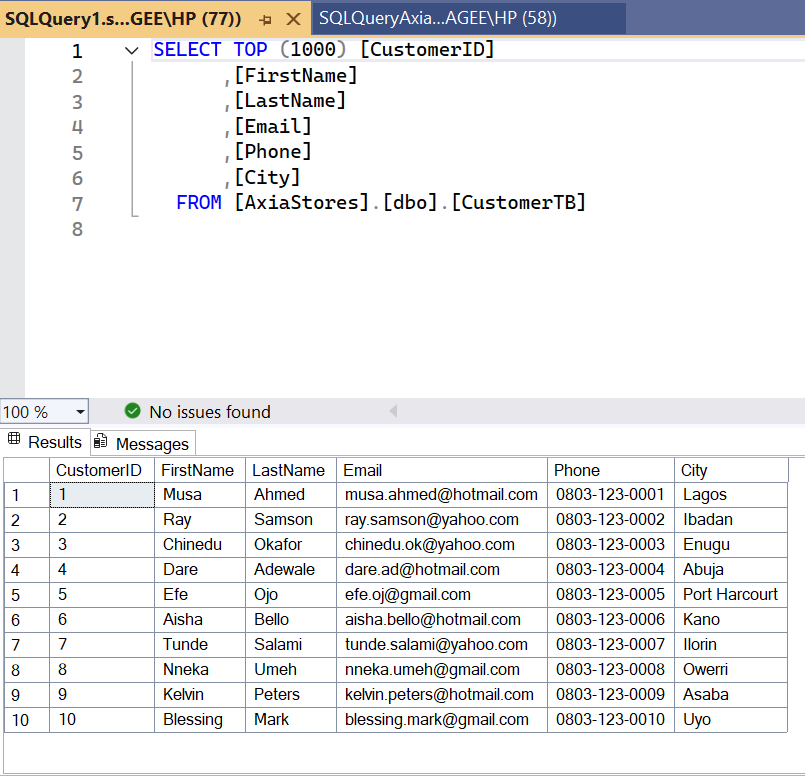 SQLQuery1.s...GEE\HP (77)) SQLQueryAxia...AGEE\HP (58))
1 SELECT TOP (1000) [CustomerID]
2 ,[FirstName]
3 ,[LastName]
4 ,[Email]
5 ,[Phone]
6 ,[City]
7 FROM [AxiaStores].[dbo].[CustomerTB]
8
100 % No issues found
Results Messages
CustomerID FirstName LastName Email Phone City
1 1 Musa Ahmed musa.ahmed@hotmail.com 0803-123-0001 Lagos
2 2 Ray Samson ray.samson@yahoo.com 0803-123-0002 Ibadan
3 3 Chinedu Okafor chinedu.ok@yahoo.com 0803-123-0003 Enugu
4 4 Dare Adewale dare.ad@hotmail.com 0803-123-0004 Abuja
5 5 Efe Ojo efe.oj@gmail.com 0803-123-0005 Port Harcourt
6 6 Aisha Bello aisha.bello@hotmail.com 0803-123-0006 Kano
7 7 Tunde Salami tunde.salami@yahoo.com 0803-123-0007 Ilorin
8 8 Nneka Umeh nneka.umeh@gmail.com 0803-123-0008 Owerri
9 9 Kelvin Peters kelvin.peters@hotmail.com 0803-123-0009 Asaba
10 10 Blessing Mark blessing.mark@gmail.com 0803-123-0010 Uyo